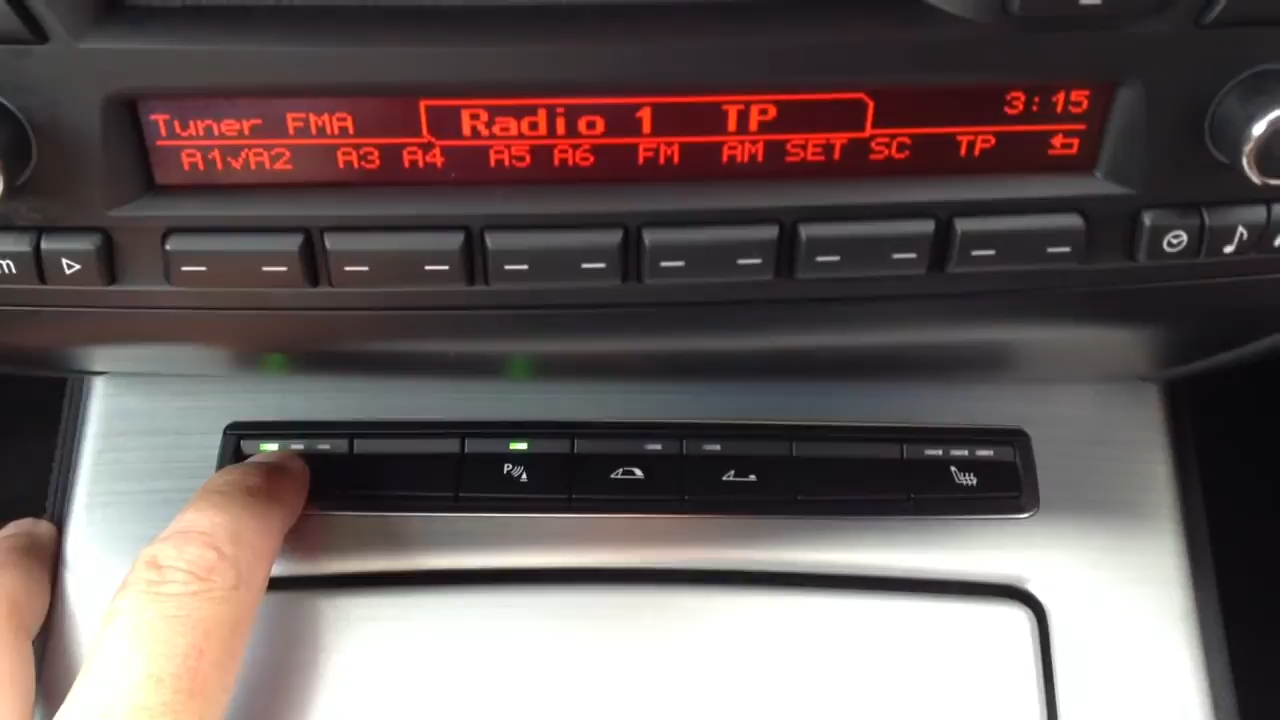 Tuner FMA Radio 1 TP 3:15
A1√A2 A3 A4 A5 A6 FM AM SET SC TP
m
P